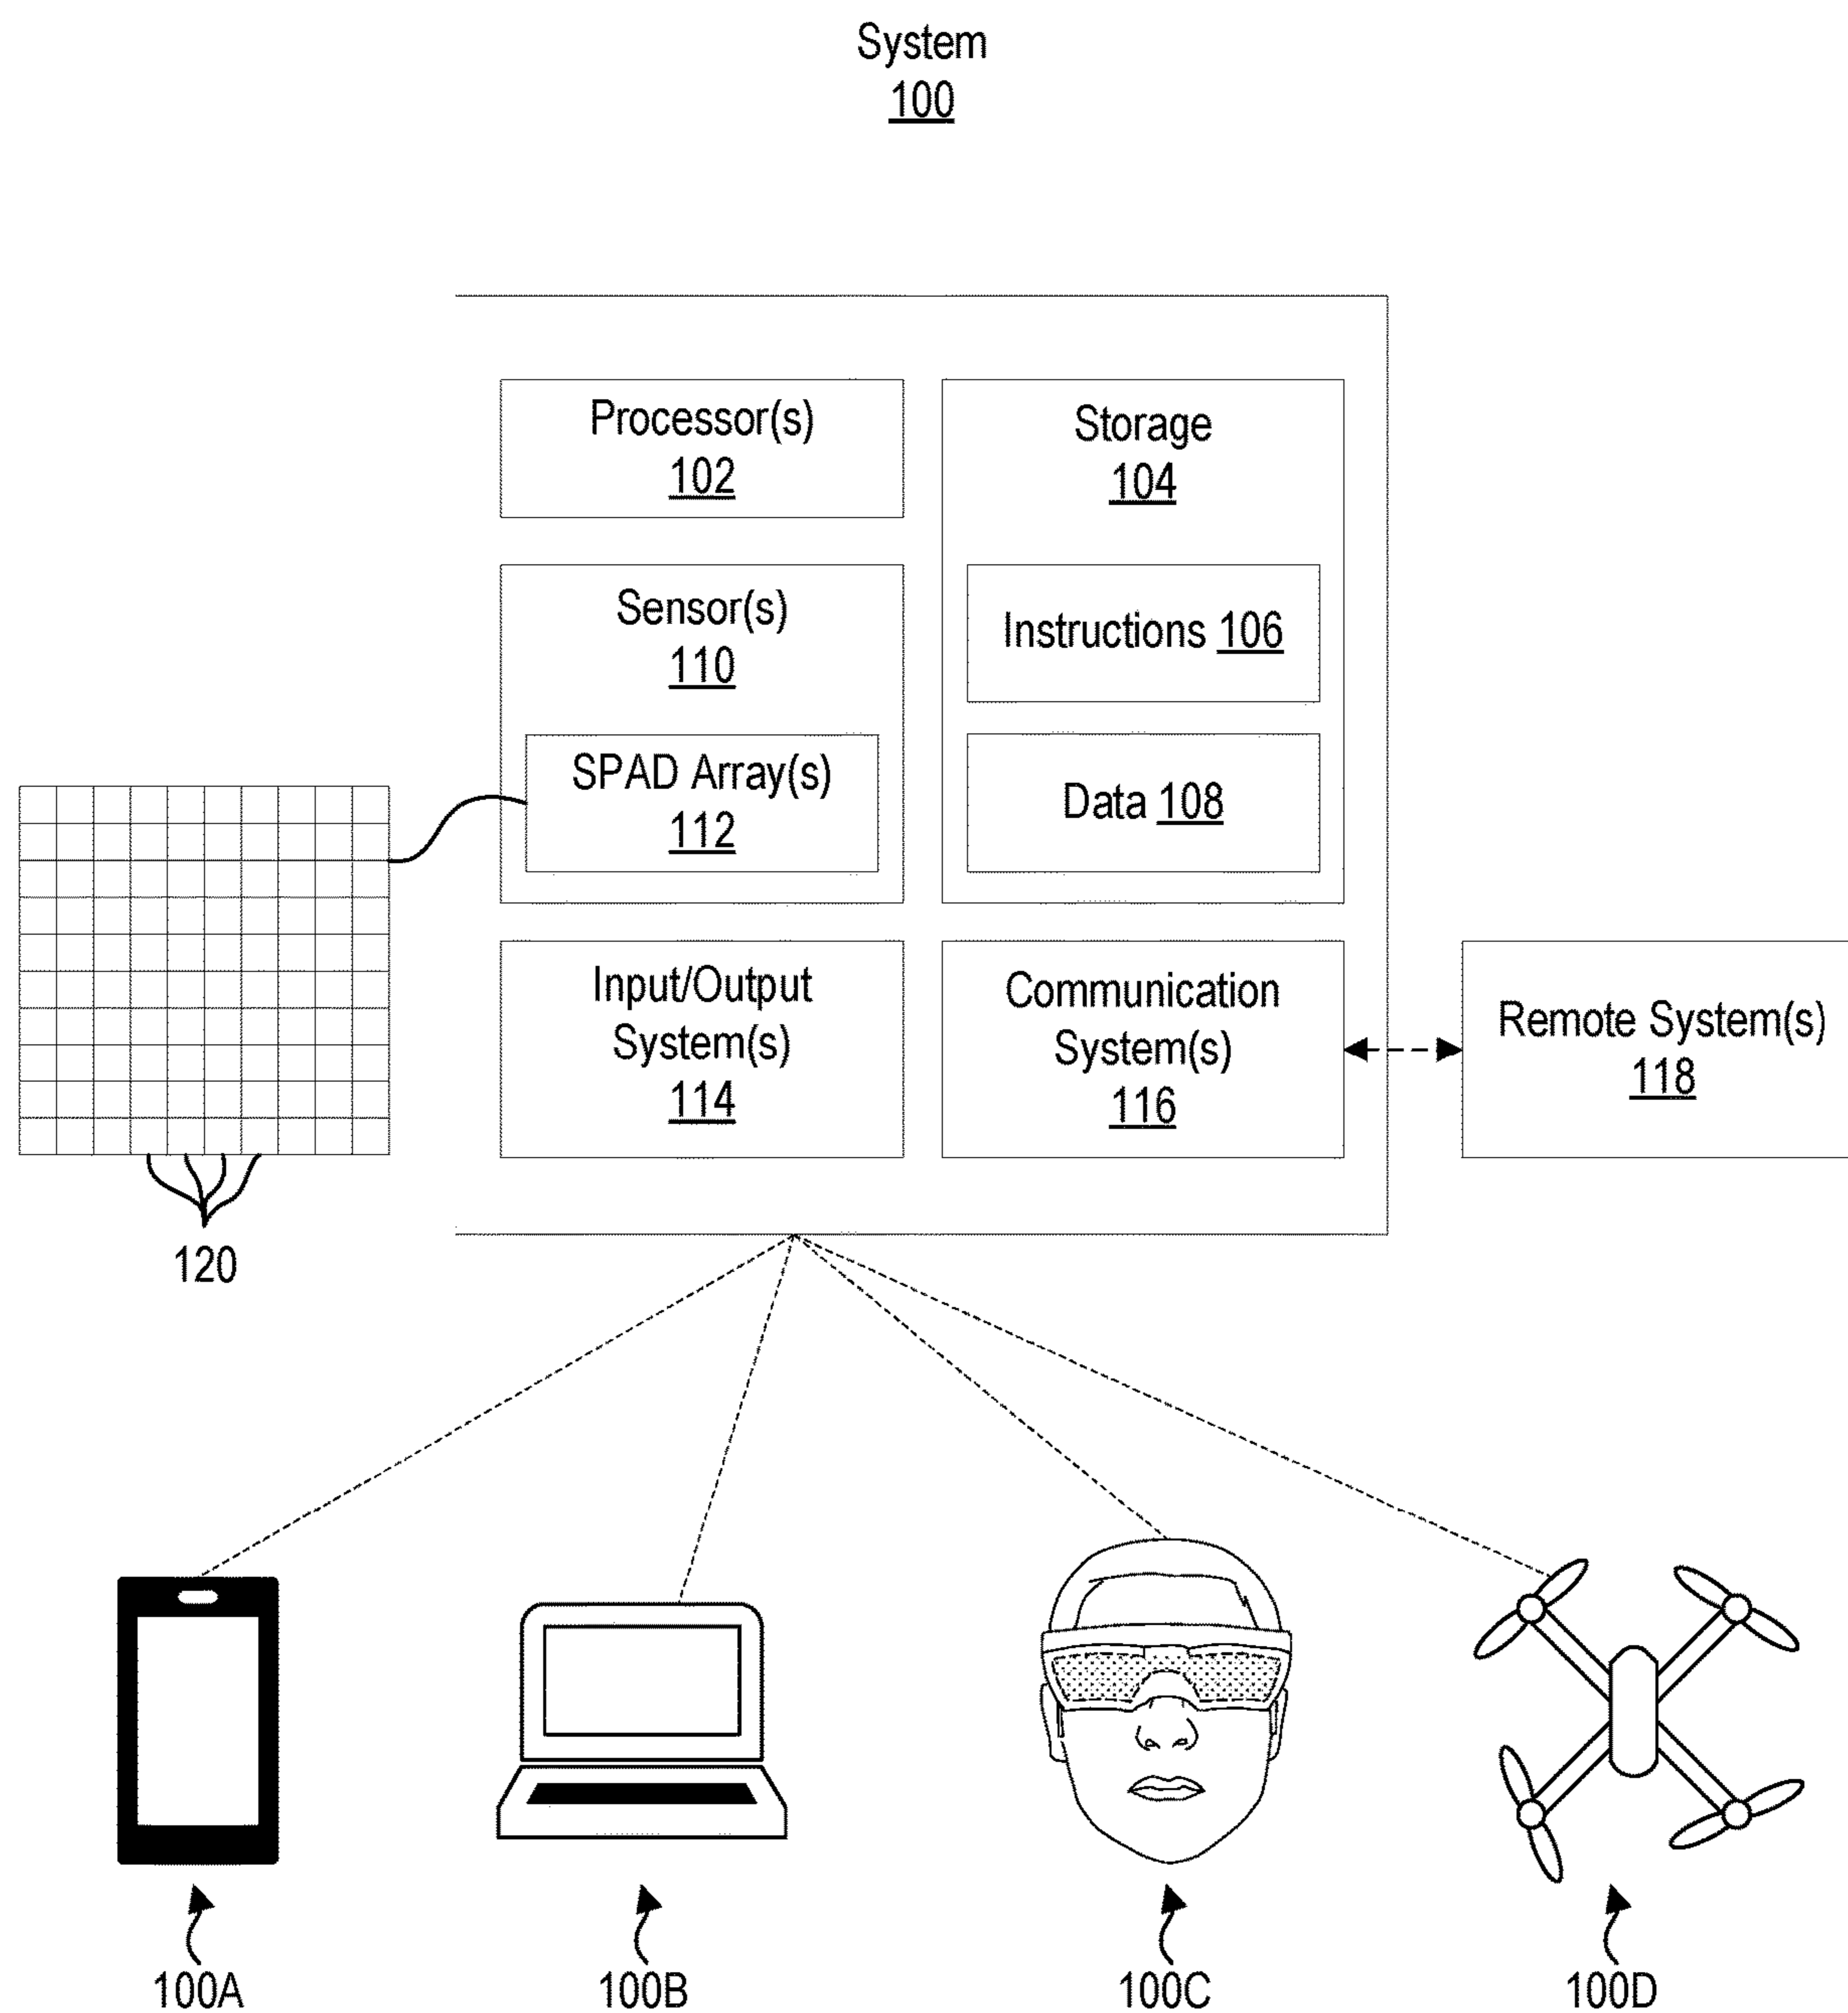 System
100
Processor(s)
102
Storage
104
Sensor(s)
110
Instructions 106
SPAD Array(s)
112
Data 108
Input/Output
System(s)
114
Communication
System(s)
116
Remote System(s)
118
120
100A
100B
100C
100D